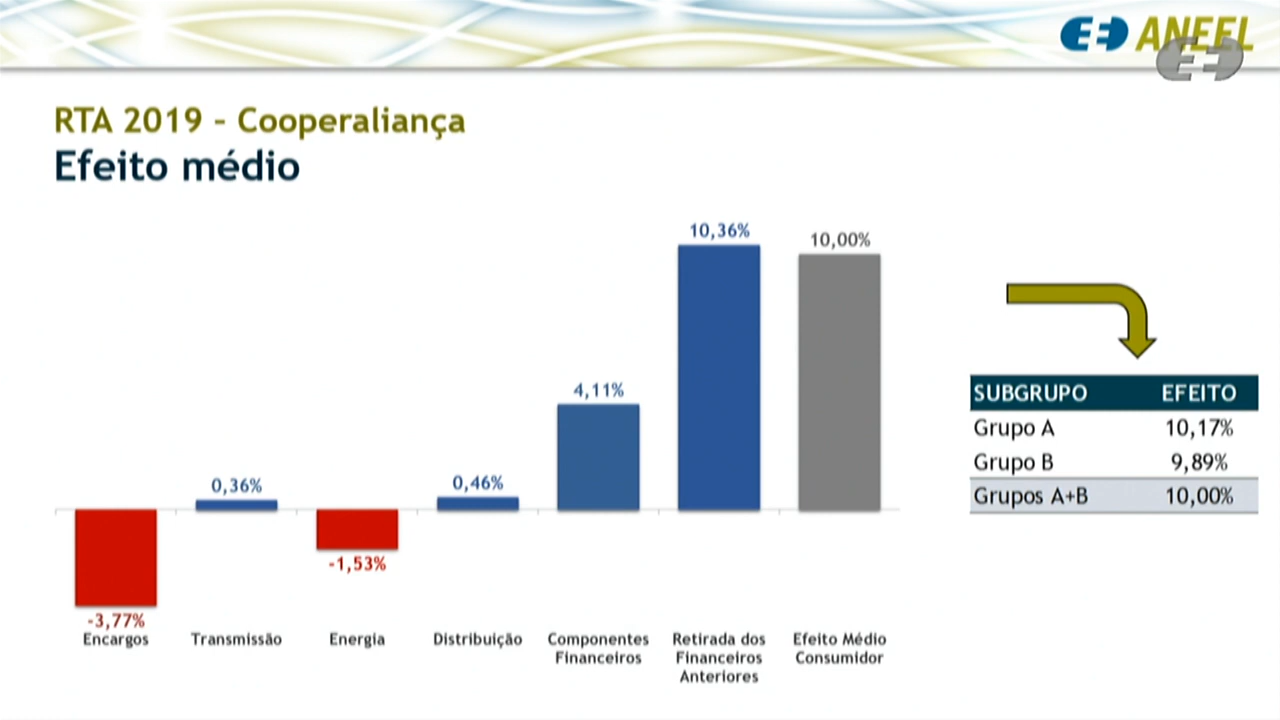 ANEEL
RTA 2019 – Cooperaliança
Efeito médio
-3,77%
0,36%
-1,53%
0,46%
4,11%
10,36%
10,00%
Encargos
Transmissão
Energia
Distribuição
Componentes
Financeiros
Retirada dos
Financeiros
Anteriores
Efeito Médio
Consumidor
SUBGRUPO EFEITO
Grupo A 10,17%
Grupo B 9,89%
Grupos A+B 10,00%